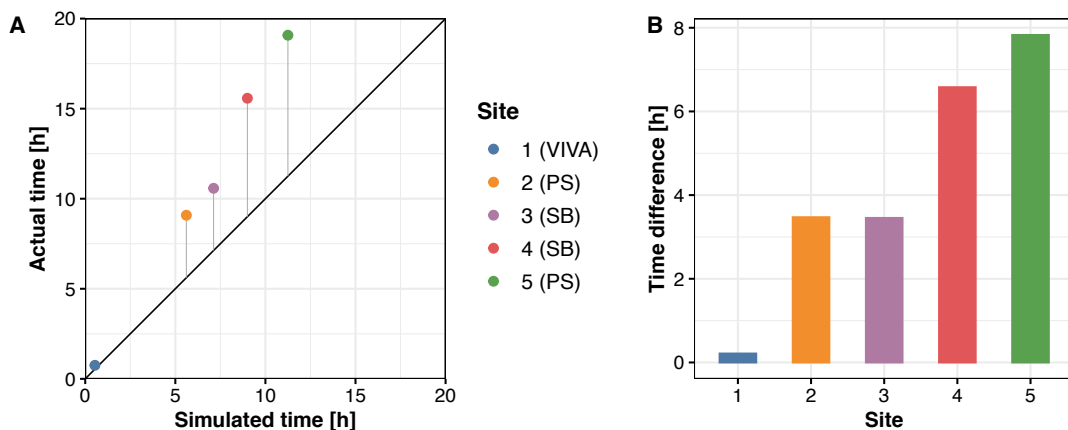 A
20
15
10
5
0
Actual time [h]
0 5 10 15 20
Simulated time [h]
Site
1 (VIVA)
2 (PS)
3 (SB)
4 (SB)
5 (PS)
B
8
6
4
2
0
Time difference [h]
1 2 3 4 5
Site